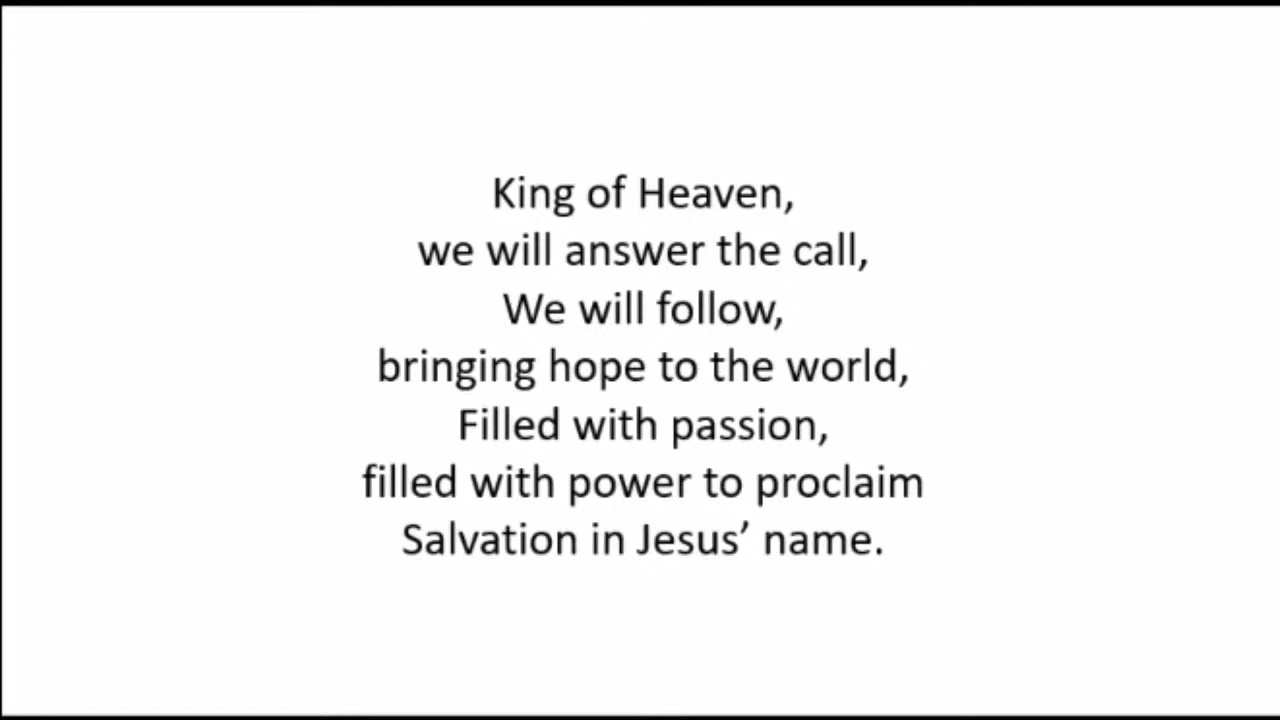 King of Heaven,
we will answer the call,
We will follow,
bringing hope to the world,
Filled with passion,
filled with power to proclaim
Salvation in Jesus’ name.